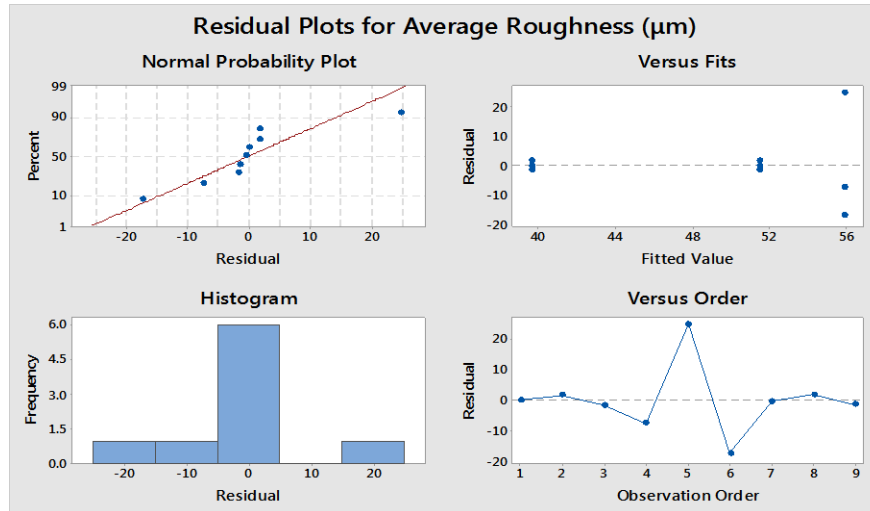 Residual Plots for Average Roughness (µm)
Normal Probability Plot
99
90
50
10
1
Percent
-20 -10 0 10 20
Residual
Versus Fits
20
10
0
-10
-20
Residual
40 44 48 52 56
Fitted Value
Histogram
6.0
4.5
3.0
1.5
0.0
Frequency
-20 -10 0 10 20
Residual
Versus Order
20
10
0
-10
-20
Residual
1 2 3 4 5 6 7 8 9
Observation Order